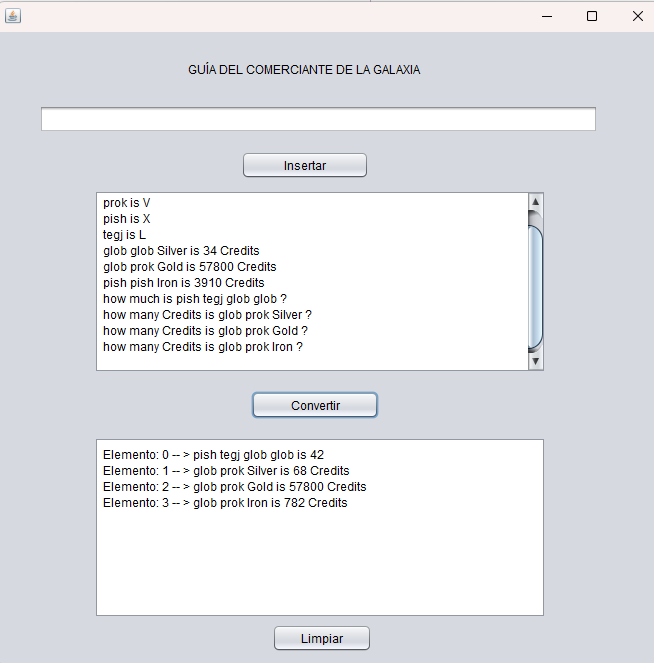 GUÍA DEL COMERCIANTE DE LA GALAXIA
Insertar
prok is V
pish is X
tegj is L
glob glob Silver is 34 Credits
glob prok Gold is 57800 Credits
pish pish Iron is 3910 Credits
how much is pish tegj glob glob ?
how many Credits is glob prok Silver ?
how many Credits is glob prok Gold ?
how many Credits is glob prok Iron ?
Convertir
Elemento: 0 -- > pish tegj glob glob is 42
Elemento: 1 -- > glob prok Silver is 68 Credits
Elemento: 2 -- > glob prok Gold is 57800 Credits
Elemento: 3 -- > glob prok Iron is 782 Credits
Limpiar